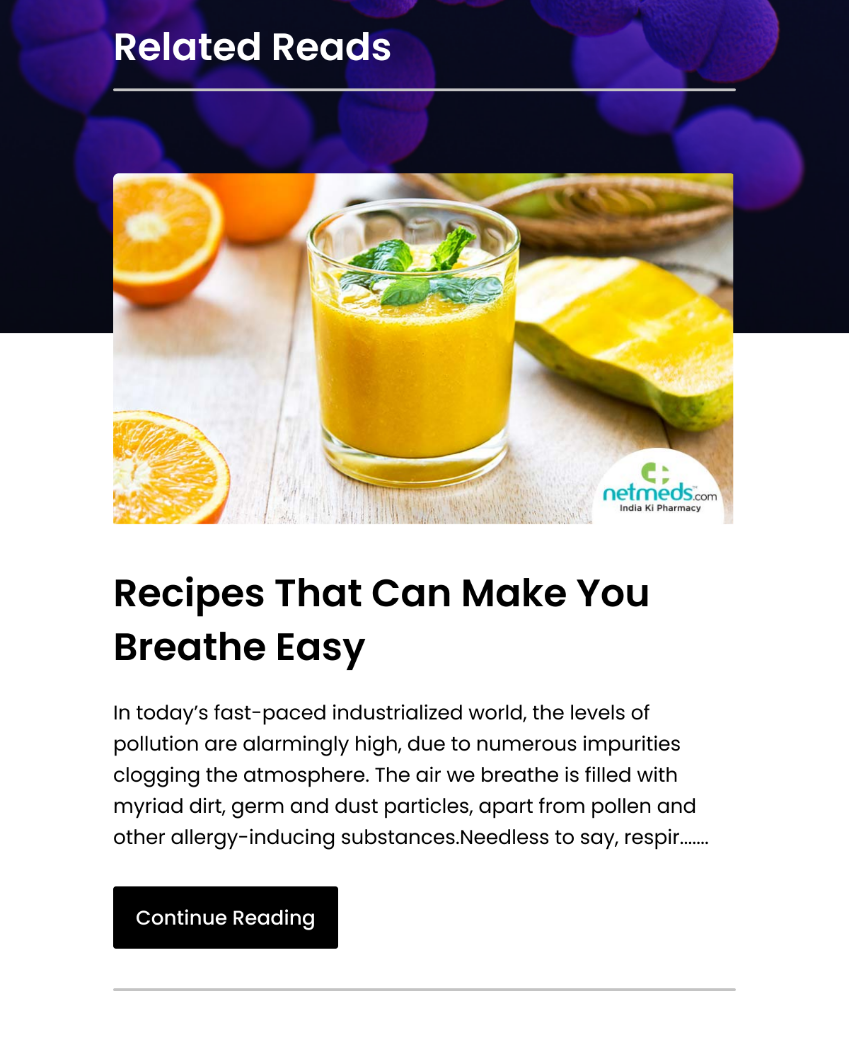 Related Reads
netmeds.com
India Ki Pharmacy
Recipes That Can Make You
Breathe Easy
In today’s fast-paced industrialized world, the levels of
pollution are alarmingly high, due to numerous impurities
clogging the atmosphere. The air we breathe is filled with
myriad dirt, germ and dust particles, apart from pollen and
other allergy-inducing substances.Needless to say, respir.......
Continue Reading